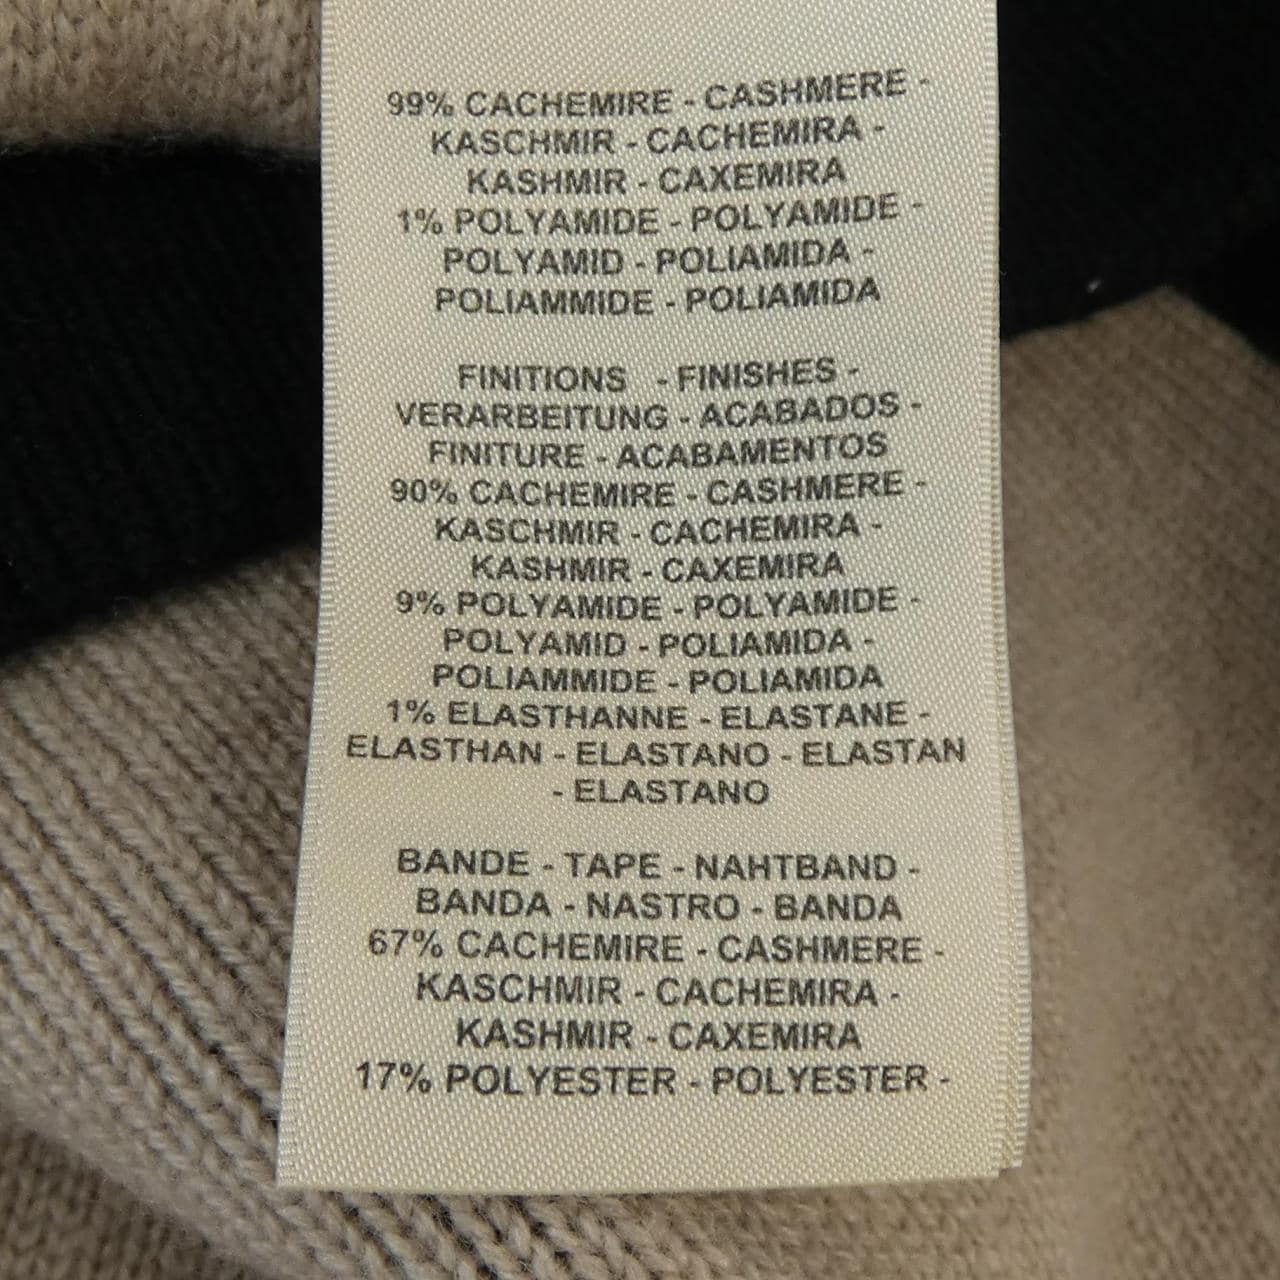 99% CACHEMIRE - CASHMERE -
KASCHMIR - CACHEMIRA -
KASHMIR - CAXEMIRA
1% POLYAMIDE - POLYAMIDE -
POLYAMID - POLIAMIDA -
POLIAMMIDE - POLIAMIDA
FINITIONS - FINISHES -
VERARBEITUNG - ACABADOS -
FINITURE - ACABAMENTOS
90% CACHEMIRE - CASHMERE -
KASCHMIR - CACHEMIRA -
KASHMIR - CAXEMIRA
9% POLYAMIDE - POLYAMIDE -
POLYAMID - POLIAMIDA -
POLIAMMIDE - POLIAMIDA
1% ELASTHANNE - ELASTANE -
ELASTHAN - ELASTANO - ELASTAN
- ELASTANO
BANDE - TAPE - NAHTBAND -
BANDA - NASTRO - BANDA
67% CACHEMIRE - CASHMERE -
KASCHMIR - CACHEMIRA -
KASHMIR - CAXEMIRA
17% POLYESTER - POLYESTER -